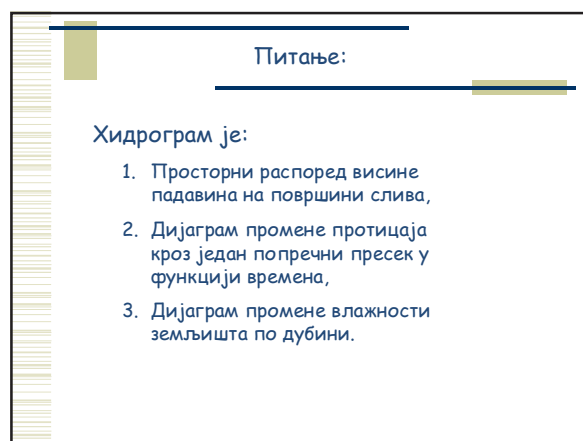 Питање:
Хидрограм је:
1. Просторни распоред висине
падавина на површини слива,
2. Дијаграм промене протицаја
кроз један попречни пресек у
функцији времена,
3. Дијаграм промене влажности
земљишта по дубини.